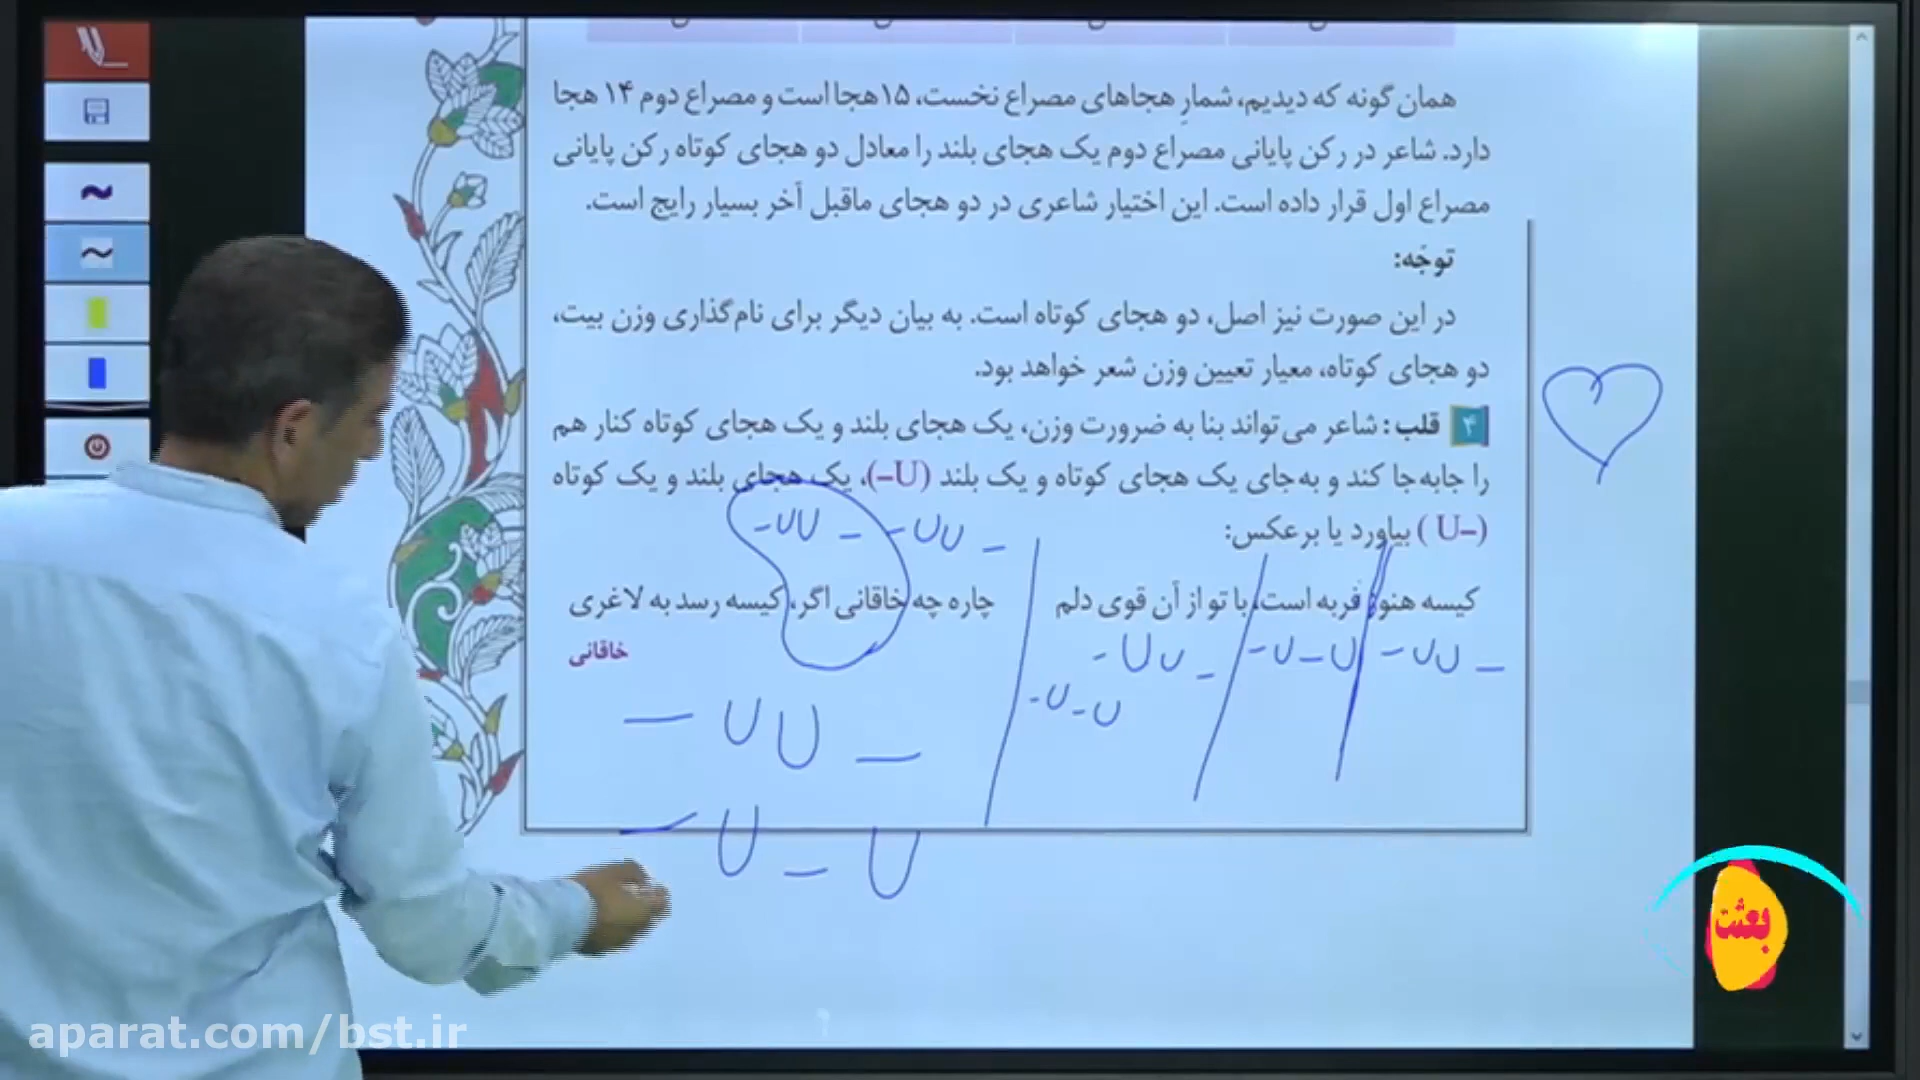 همان گونه که دیدیم، شمارِ هجاهای مصراع نخست، ۱۵هجا است و مصراع دوم ۱۴ هجا
دارد. شاعر در رکن پایانی مصراع دوم یک هجای بلند را معادل دو هجای کوتاه رکن پایانی
مصراع اول قرار داده است. این اختیار شاعری در دو هجای ماقبل آخر بسیار رایج است.
توجّه:
در این صورت نیز اصل، دو هجای کوتاه است. به بیان دیگر برای نام‌گذاری وزن بیت،
دو هجای کوتاه، معیار تعیین وزن شعر خواهد بود.
۴ قلب: شاعر می‌تواند بنا به ضرورت وزن، یک هجای بلند و یک هجای کوتاه کنار هم
را جابه‌جا کند و به‌جای یک هجای کوتاه و یک بلند (U–)، یک هجای بلند و یک کوتاه
(–U) بیاورد یا برعکس:
- UU - - UU -
کیسه هنوز فربه است، با تو از آن قوی دلم چاره چه خاقانی اگر، کیسه رسد به لاغری
خاقانی
- UU - - U - U - UU -
- U - U
- U U -
- U - U
بعثت
aparat.com/bst.ir